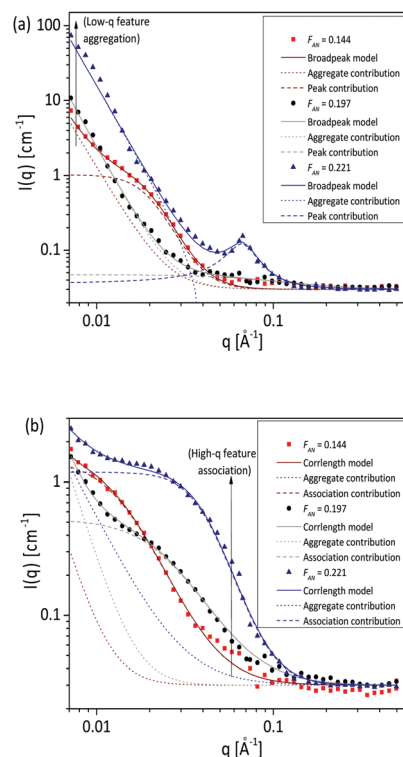 (a)
(Low-q feature
aggregation)
F_AN = 0.144
Broadpeak model
Aggregate contribution
Peak contribution
F_AN = 0.197
Broadpeak model
Aggregate contribution
Peak contribution
F_AN = 0.221
Broadpeak model
Aggregate contribution
Peak contribution
I(q) [cm⁻¹]
100
10
1
0.1
0.01
0.1
q [Å⁻¹]
(b)
(High-q feature
association)
F_AN = 0.144
Corrlength model
Aggregate contribution
Association contribution
F_AN = 0.197
Corrlength model
Aggregate contribution
Association contribution
F_AN = 0.221
Corrlength model
Aggregate contribution
Association contribution
I(q) [cm⁻¹]
1
0.1
0.01
0.1
q [Å⁻¹]